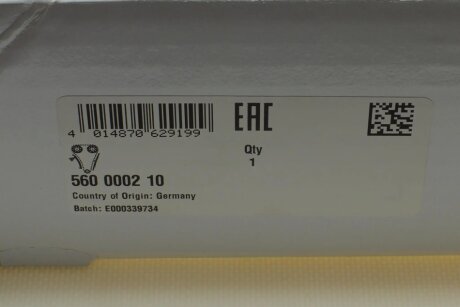 4 014870 629199
EAC
Qty
1
560 0002 10
Country of Origin: Germany
Batch: E000339734